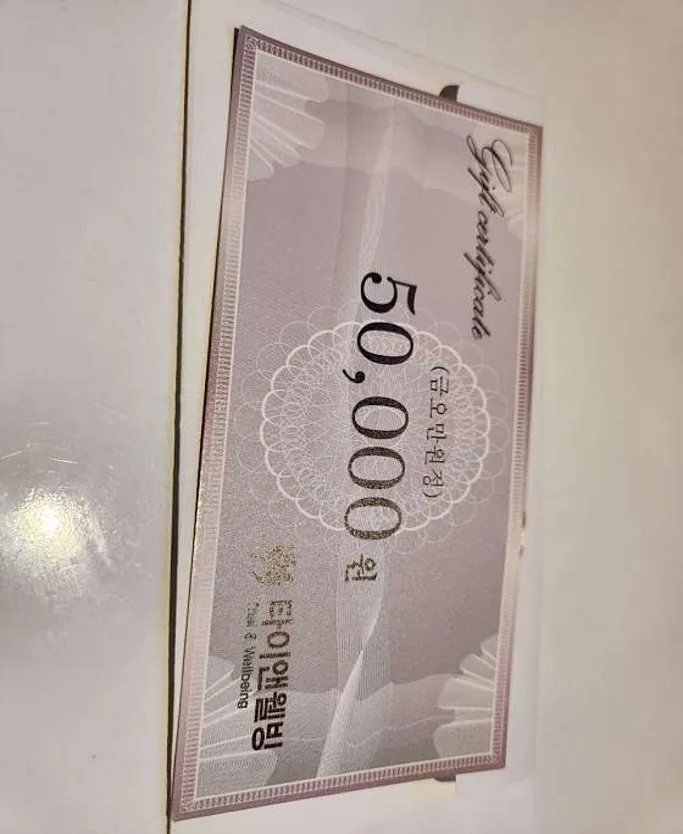 Gift certificate
(금오만원정)
50,000 원
타이앤웰빙
Thai & Wellbeing